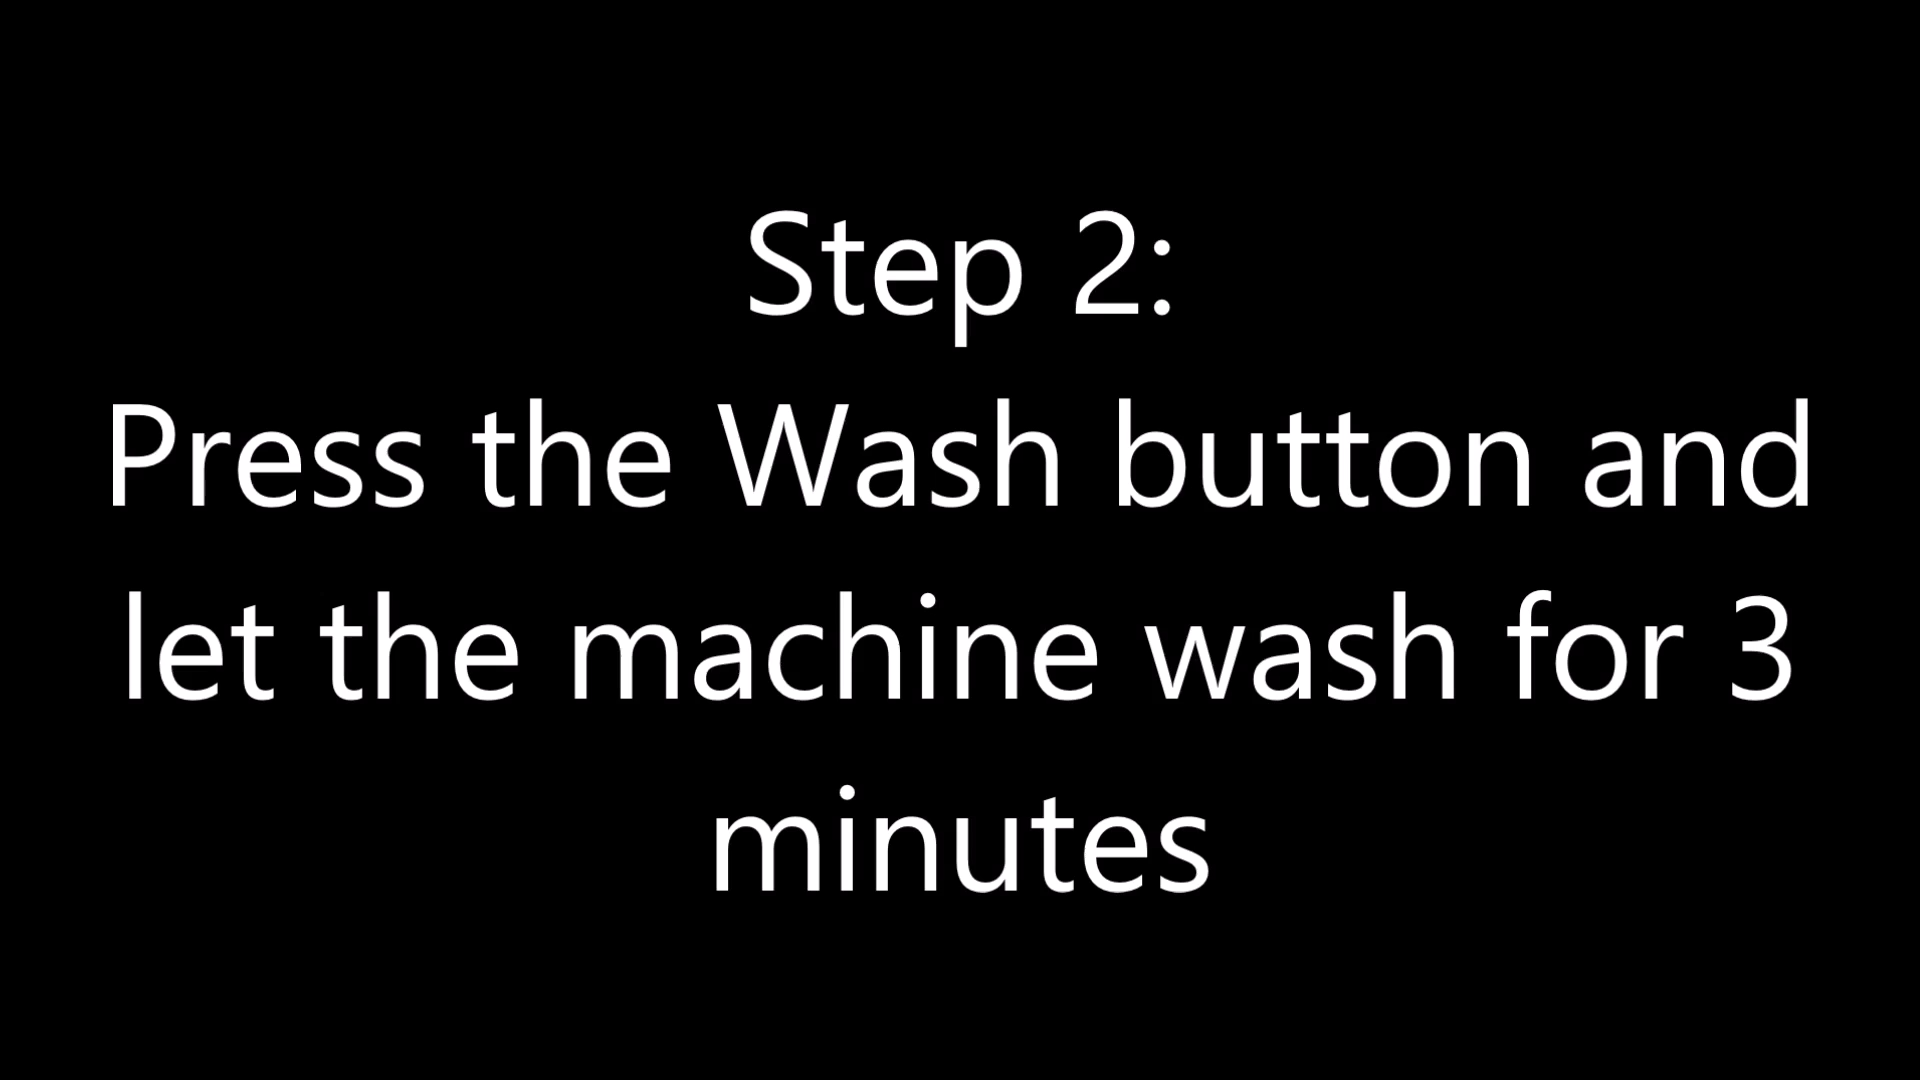 Step 2:
Press the Wash button and
let the machine wash for 3
minutes